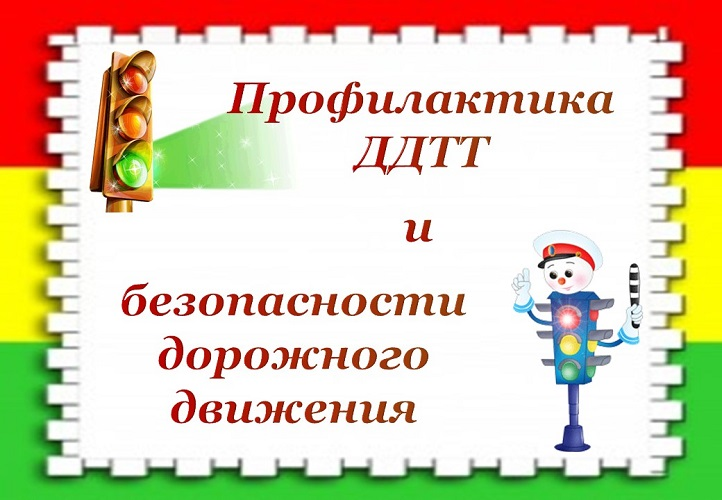 Профилактика
ДДТТ
и
безопасности
дорожного
движения